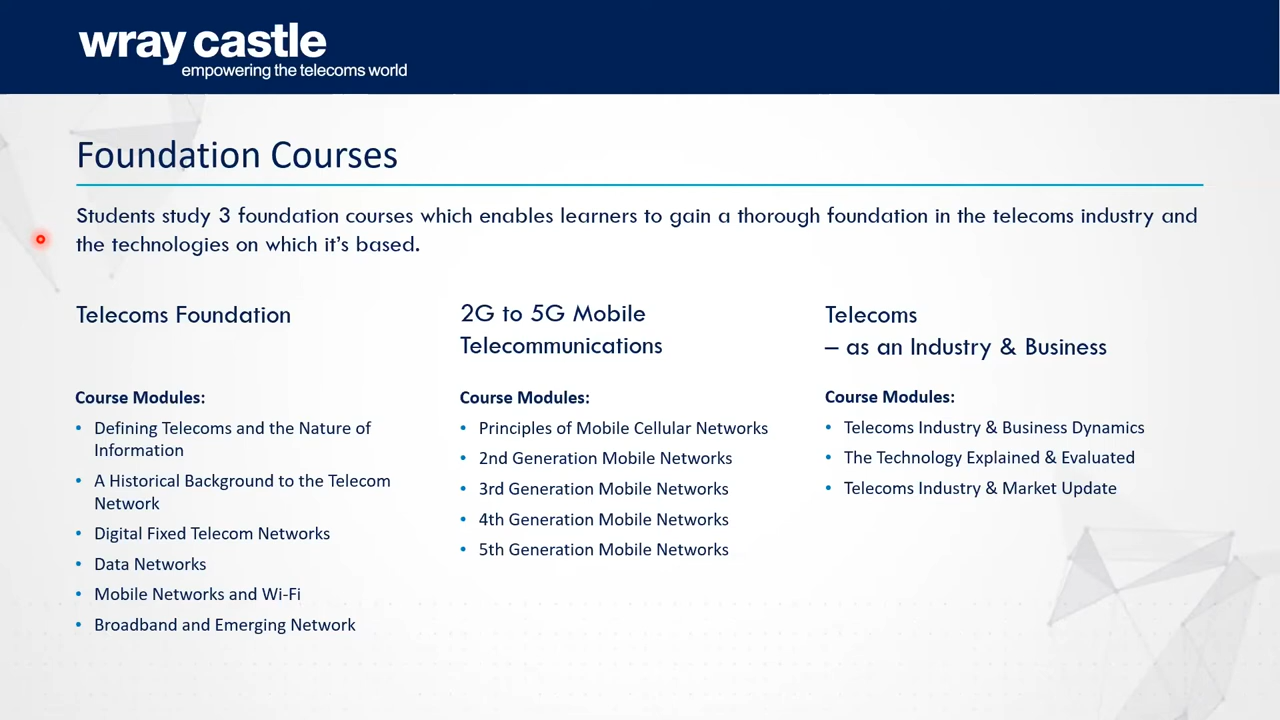 wray castle
empowering the telecoms world
Foundation Courses
Students study 3 foundation courses which enables learners to gain a thorough foundation in the telecoms industry and
the technologies on which it's based.
Telecoms Foundation
Course Modules:
• Defining Telecoms and the Nature of
Information
• A Historical Background to the Telecom
Network
• Digital Fixed Telecom Networks
• Data Networks
• Mobile Networks and Wi-Fi
• Broadband and Emerging Network
2G to 5G Mobile
Telecommunications
Course Modules:
• Principles of Mobile Cellular Networks
• 2nd Generation Mobile Networks
• 3rd Generation Mobile Networks
• 4th Generation Mobile Networks
• 5th Generation Mobile Networks
Telecoms
– as an Industry & Business
Course Modules:
• Telecoms Industry & Business Dynamics
• The Technology Explained & Evaluated
• Telecoms Industry & Market Update